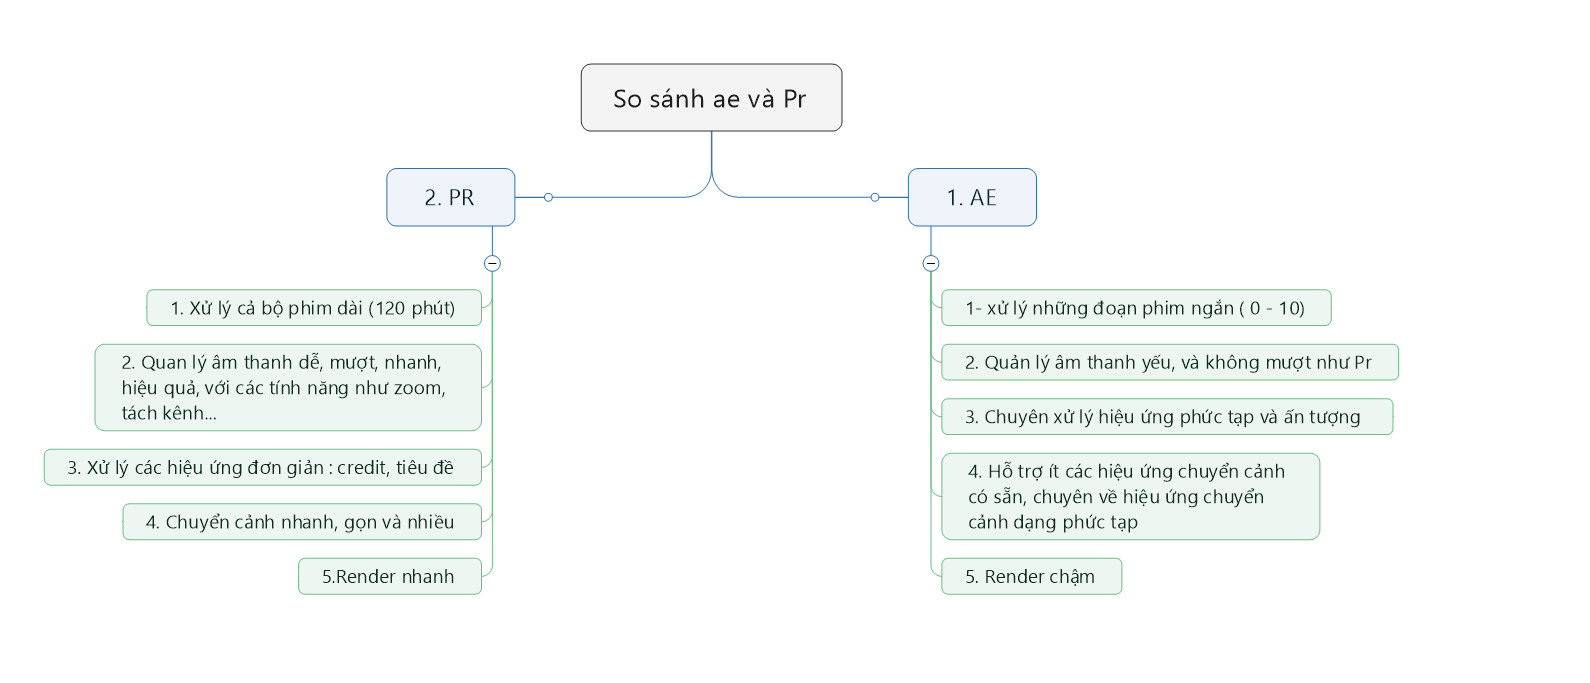 So sánh ae và Pr
2. PR
1. Xử lý cả bộ phim dài (120 phút)
2. Quan lý âm thanh dễ, mượt, nhanh,
hiệu quả, với các tính năng như zoom,
tách kênh...
3. Xử lý các hiệu ứng đơn giản : credit, tiêu đề
4. Chuyển cảnh nhanh, gọn và nhiều
5.Render nhanh
1. AE
1- xử lý những đoạn phim ngắn ( 0 - 10)
2. Quản lý âm thanh yếu, và không mượt như Pr
3. Chuyên xử lý hiệu ứng phức tạp và ấn tượng
4. Hỗ trợ ít các hiệu ứng chuyển cảnh
có sẵn, chuyên về hiệu ứng chuyển
cảnh dạng phức tạp
5. Render chậm